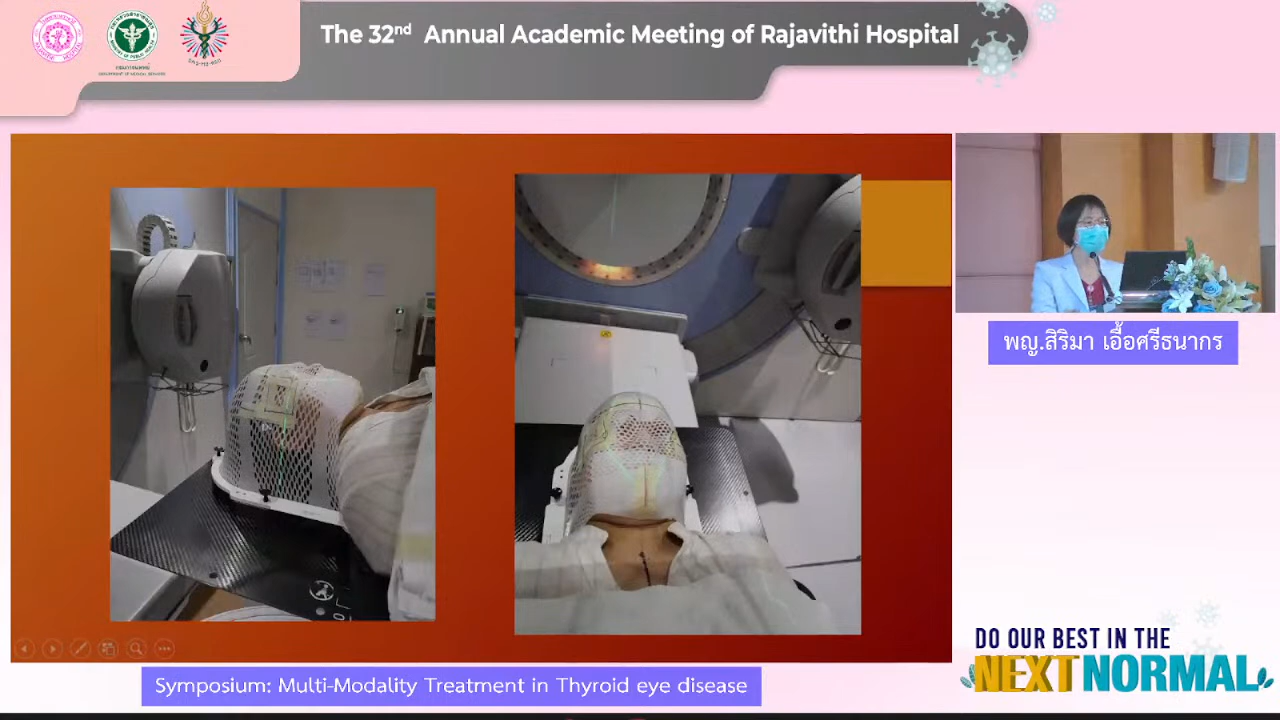 The 32nd Annual Academic Meeting of Rajavithi Hospital
พญ.สิริมา เอื้อศรีธนากร
DO OUR BEST IN THE
NEXT NORMAL
Symposium: Multi-Modality Treatment in Thyroid eye disease